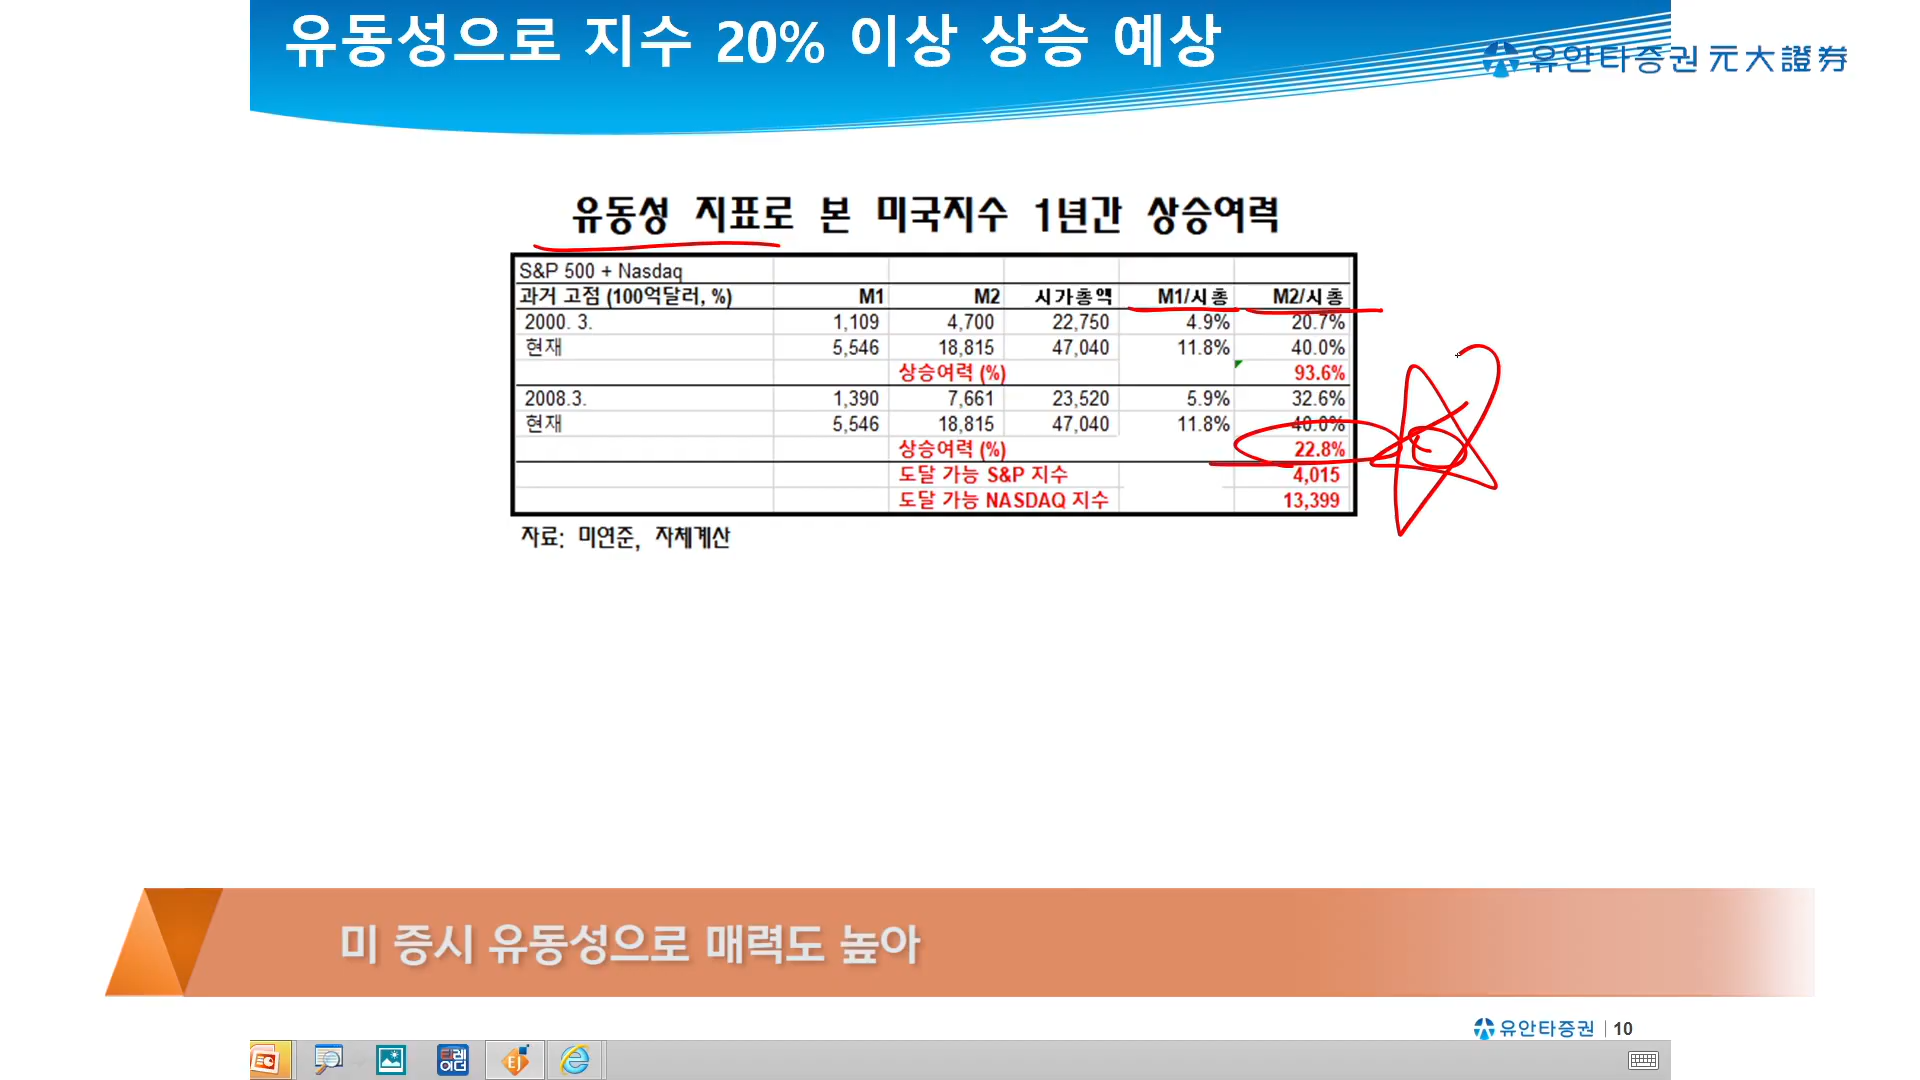 유동성으로 지수 20% 이상 상승 예상
유안타증권 元大證券
유동성 지표로 본 미국지수 1년간 상승여력
S&P 500 + Nasdaq
과거 고점 (100억달러, %) M1 M2 시가총액 M1/시총 M2/시총
2000. 3. 1,109 4,700 22,750 4.9% 20.7%
현재 5,546 18,815 47,040 11.8% 40.0%
상승여력 (%) 93.6%
2008.3. 1,390 7,661 23,520 5.9% 32.6%
현재 5,546 18,815 47,040 11.8% 40.0%
상승여력 (%) 22.8%
도달 가능 S&P 지수 4,015
도달 가능 NASDAQ 지수 13,399
자료: 미연준, 자체계산
미 증시 유동성으로 매력도 높아
유안타증권 10